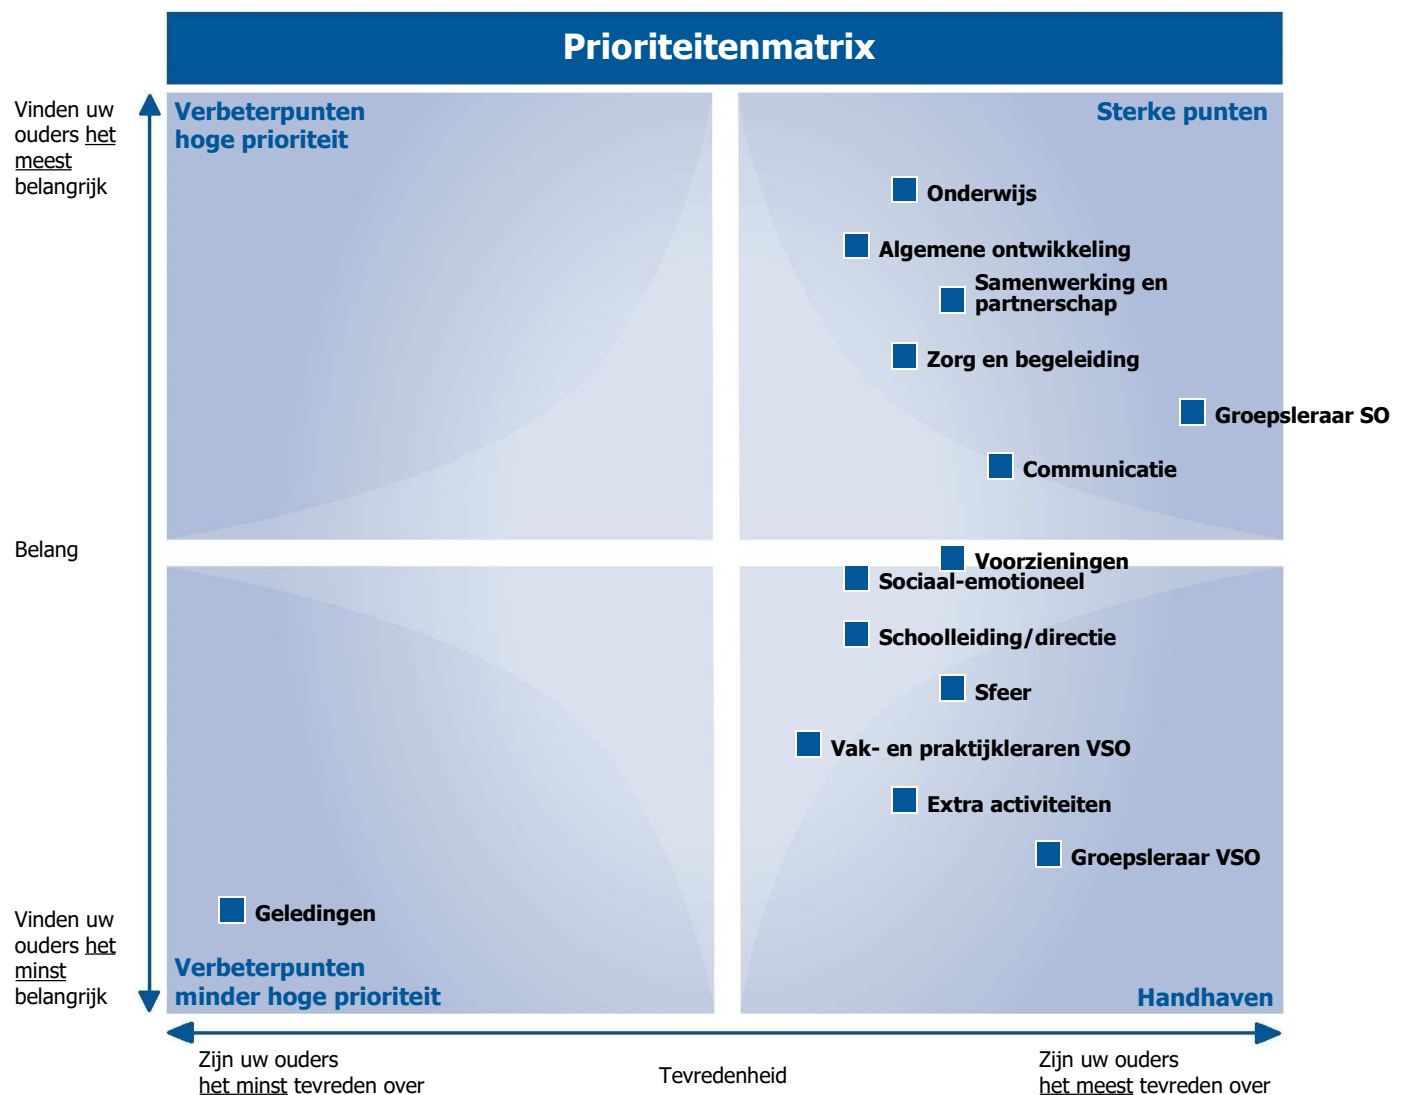 Prioriteitenmatrix
Vinden uw
ouders het
meest
belangrijk
Verbeterpunten
hoge prioriteit
Sterke punten
Onderwijs
Algemene ontwikkeling
Samenwerking en
partnerschap
Zorg en begeleiding
Groepsleraar SO
Communicatie
Belang
Voorzieningen
Sociaal-emotioneel
Schoolleiding/directie
Sfeer
Vak- en praktijkleraren VSO
Extra activiteiten
Groepsleraar VSO
Geledingen
Vinden uw
ouders het
minst
belangrijk
Verbeterpunten
minder hoge prioriteit
Handhaven
Zijn uw ouders
het minst tevreden over
Tevredenheid
Zijn uw ouders
het meest tevreden over